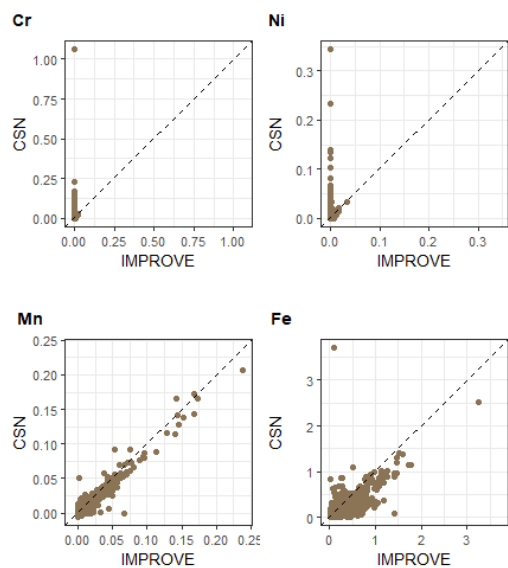 Cr
1.00
0.75
0.50
0.25
0.00
CSN
0.00 0.25 0.50 0.75 1.00
IMPROVE
Ni
0.3
0.2
0.1
0.0
CSN
0.0 0.1 0.2 0.3
IMPROVE
Mn
0.25
0.20
0.15
0.10
0.05
0.00
CSN
0.00 0.05 0.10 0.15 0.20 0.25
IMPROVE
Fe
3
2
1
0
CSN
0 1 2 3
IMPROVE